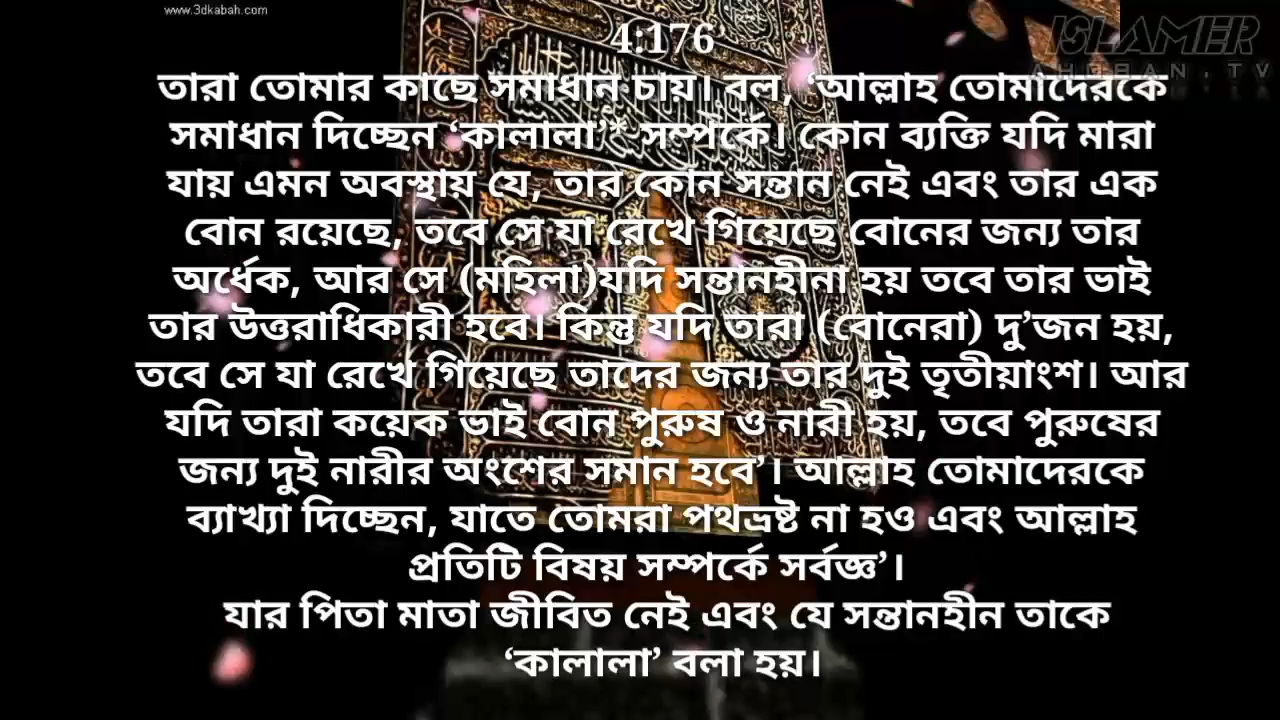 www.3dkabah.com
ISLAMER
AHOBAN.TV
4:176
তারা তোমার কাছে সমাধান চায়। বল, ‘আল্লাহ তোমাদেরকে
সমাধান দিচ্ছেন ‘কালালা’* সম্পর্কে। কোন ব্যক্তি যদি মারা
যায় এমন অবস্থায় যে, তার কোন সন্তান নেই এবং তার এক
বোন রয়েছে, তবে সে যা রেখে গিয়েছে বোনের জন্য তার
অর্ধেক, আর সে (মহিলা)যদি সন্তানহীনা হয় তবে তার ভাই
তার উত্তরাধিকারী হবে। কিন্তু যদি তারা (বোনেরা) দু’জন হয়,
তবে সে যা রেখে গিয়েছে তাদের জন্য তার দুই তৃতীয়াংশ। আর
যদি তারা কয়েক ভাই বোন পুরুষ ও নারী হয়, তবে পুরুষের
জন্য দুই নারীর অংশের সমান হবে’। আল্লাহ তোমাদেরকে
ব্যাখ্যা দিচ্ছেন, যাতে তোমরা পথভ্রষ্ট না হও এবং আল্লাহ
প্রতিটি বিষয় সম্পর্কে সর্বজ্ঞ’।
যার পিতা মাতা জীবিত নেই এবং যে সন্তানহীন তাকে
‘কালালা’ বলা হয়।